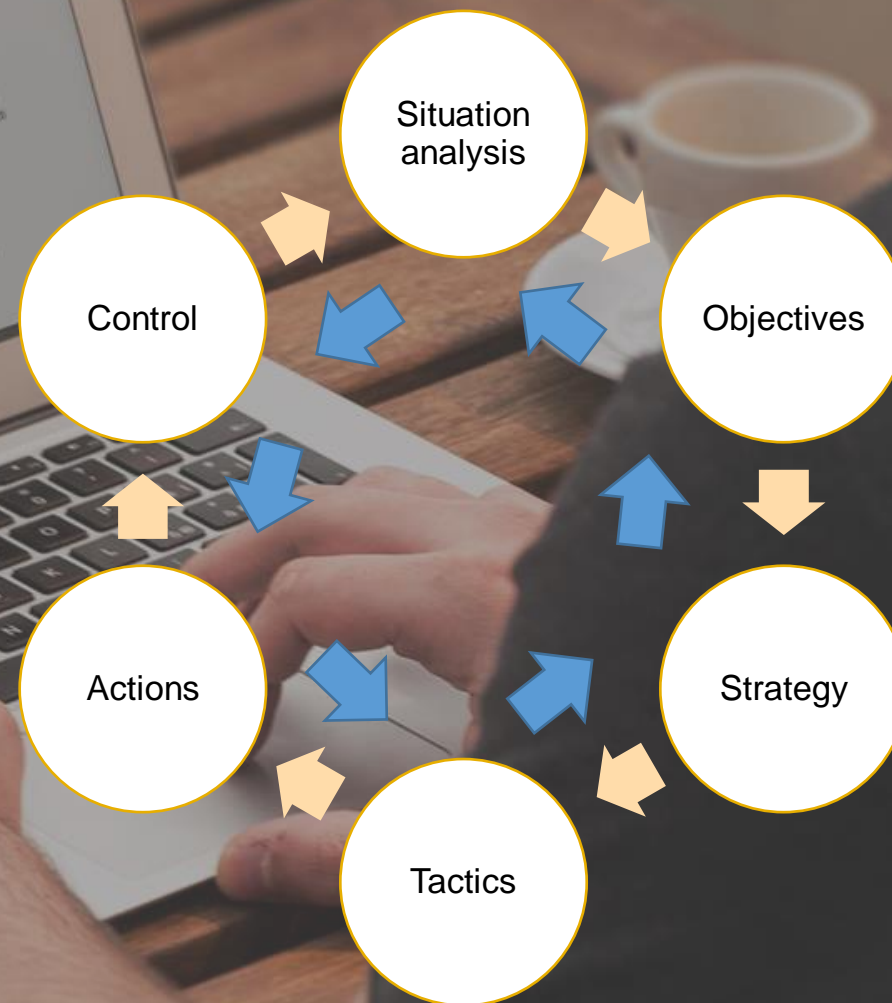 Situation
analysis
Objectives
Strategy
Tactics
Actions
Control